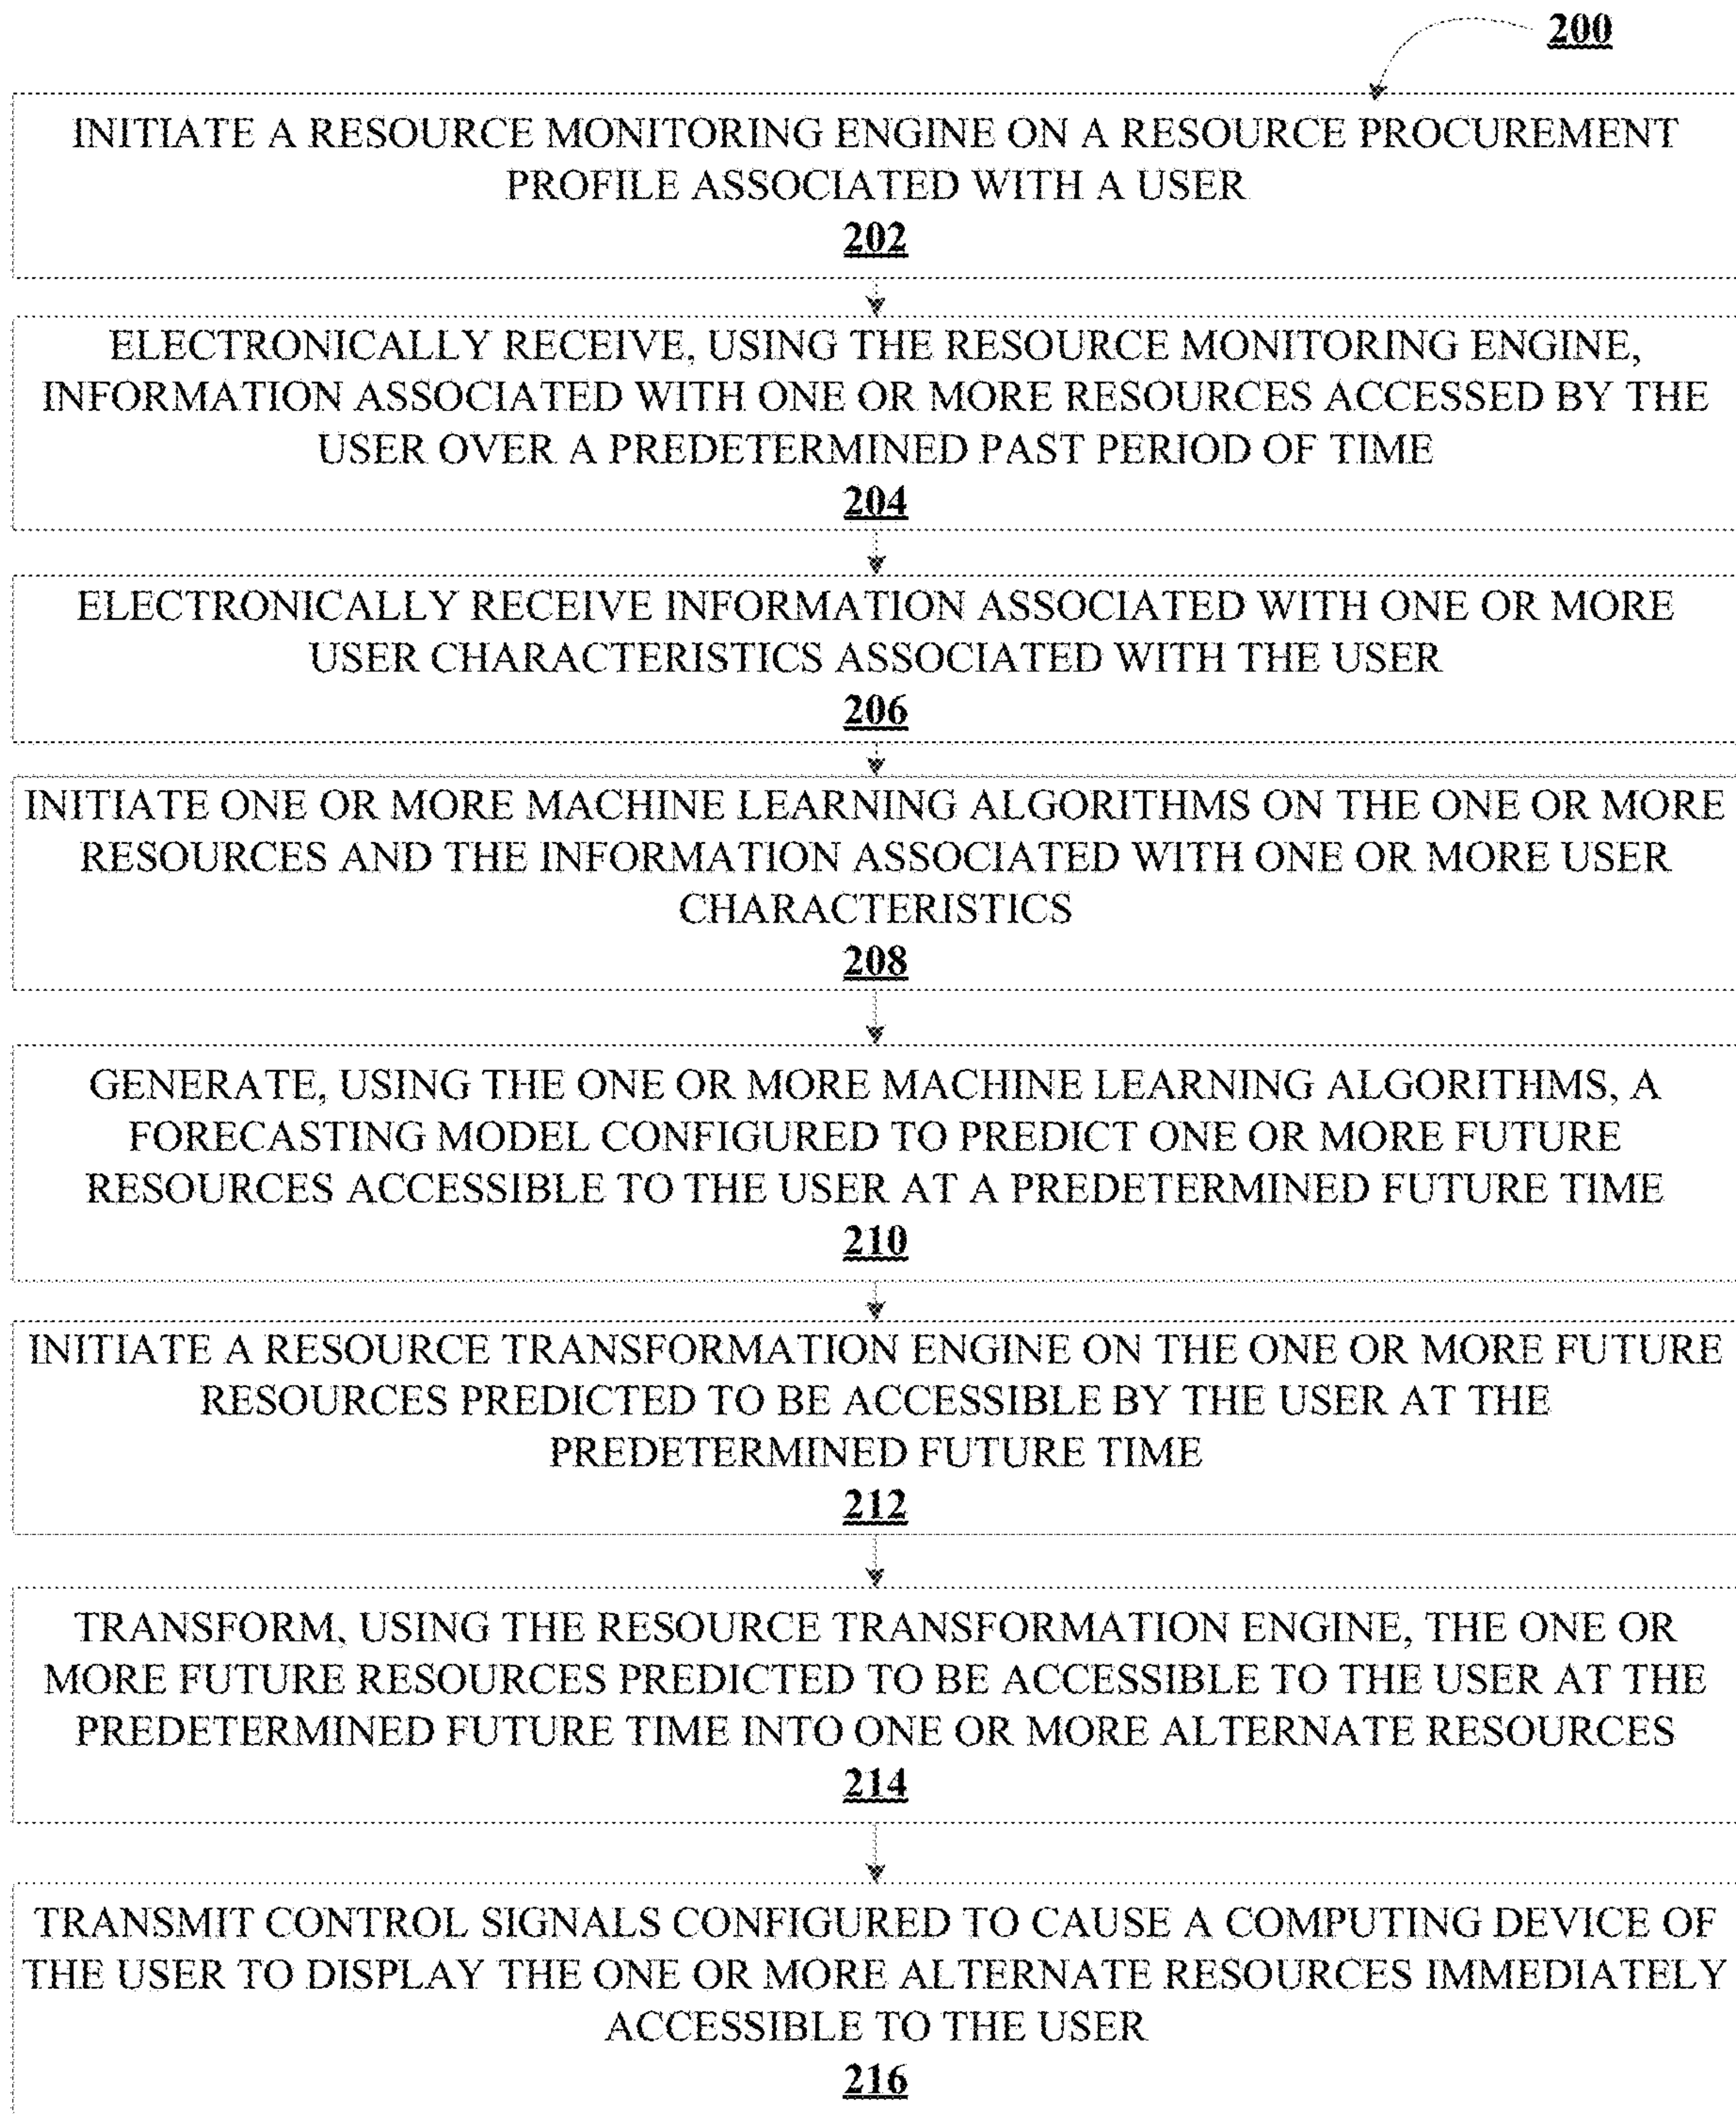 200
INITIATE A RESOURCE MONITORING ENGINE ON A RESOURCE PROCUREMENT
PROFILE ASSOCIATED WITH A USER
202
ELECTRONICALLY RECEIVE, USING THE RESOURCE MONITORING ENGINE,
INFORMATION ASSOCIATED WITH ONE OR MORE RESOURCES ACCESSED BY THE
USER OVER A PREDETERMINED PAST PERIOD OF TIME
204
ELECTRONICALLY RECEIVE INFORMATION ASSOCIATED WITH ONE OR MORE
USER CHARACTERISTICS ASSOCIATED WITH THE USER
206
INITIATE ONE OR MORE MACHINE LEARNING ALGORITHMS ON THE ONE OR MORE
RESOURCES AND THE INFORMATION ASSOCIATED WITH ONE OR MORE USER
CHARACTERISTICS
208
GENERATE, USING THE ONE OR MORE MACHINE LEARNING ALGORITHMS, A
FORECASTING MODEL CONFIGURED TO PREDICT ONE OR MORE FUTURE
RESOURCES ACCESSIBLE TO THE USER AT A PREDETERMINED FUTURE TIME
210
INITIATE A RESOURCE TRANSFORMATION ENGINE ON THE ONE OR MORE FUTURE
RESOURCES PREDICTED TO BE ACCESSIBLE BY THE USER AT THE
PREDETERMINED FUTURE TIME
212
TRANSFORM, USING THE RESOURCE TRANSFORMATION ENGINE, THE ONE OR
MORE FUTURE RESOURCES PREDICTED TO BE ACCESSIBLE TO THE USER AT THE
PREDETERMINED FUTURE TIME INTO ONE OR MORE ALTERNATE RESOURCES
214
TRANSMIT CONTROL SIGNALS CONFIGURED TO CAUSE A COMPUTING DEVICE OF
THE USER TO DISPLAY THE ONE OR MORE ALTERNATE RESOURCES IMMEDIATELY
ACCESSIBLE TO THE USER
216